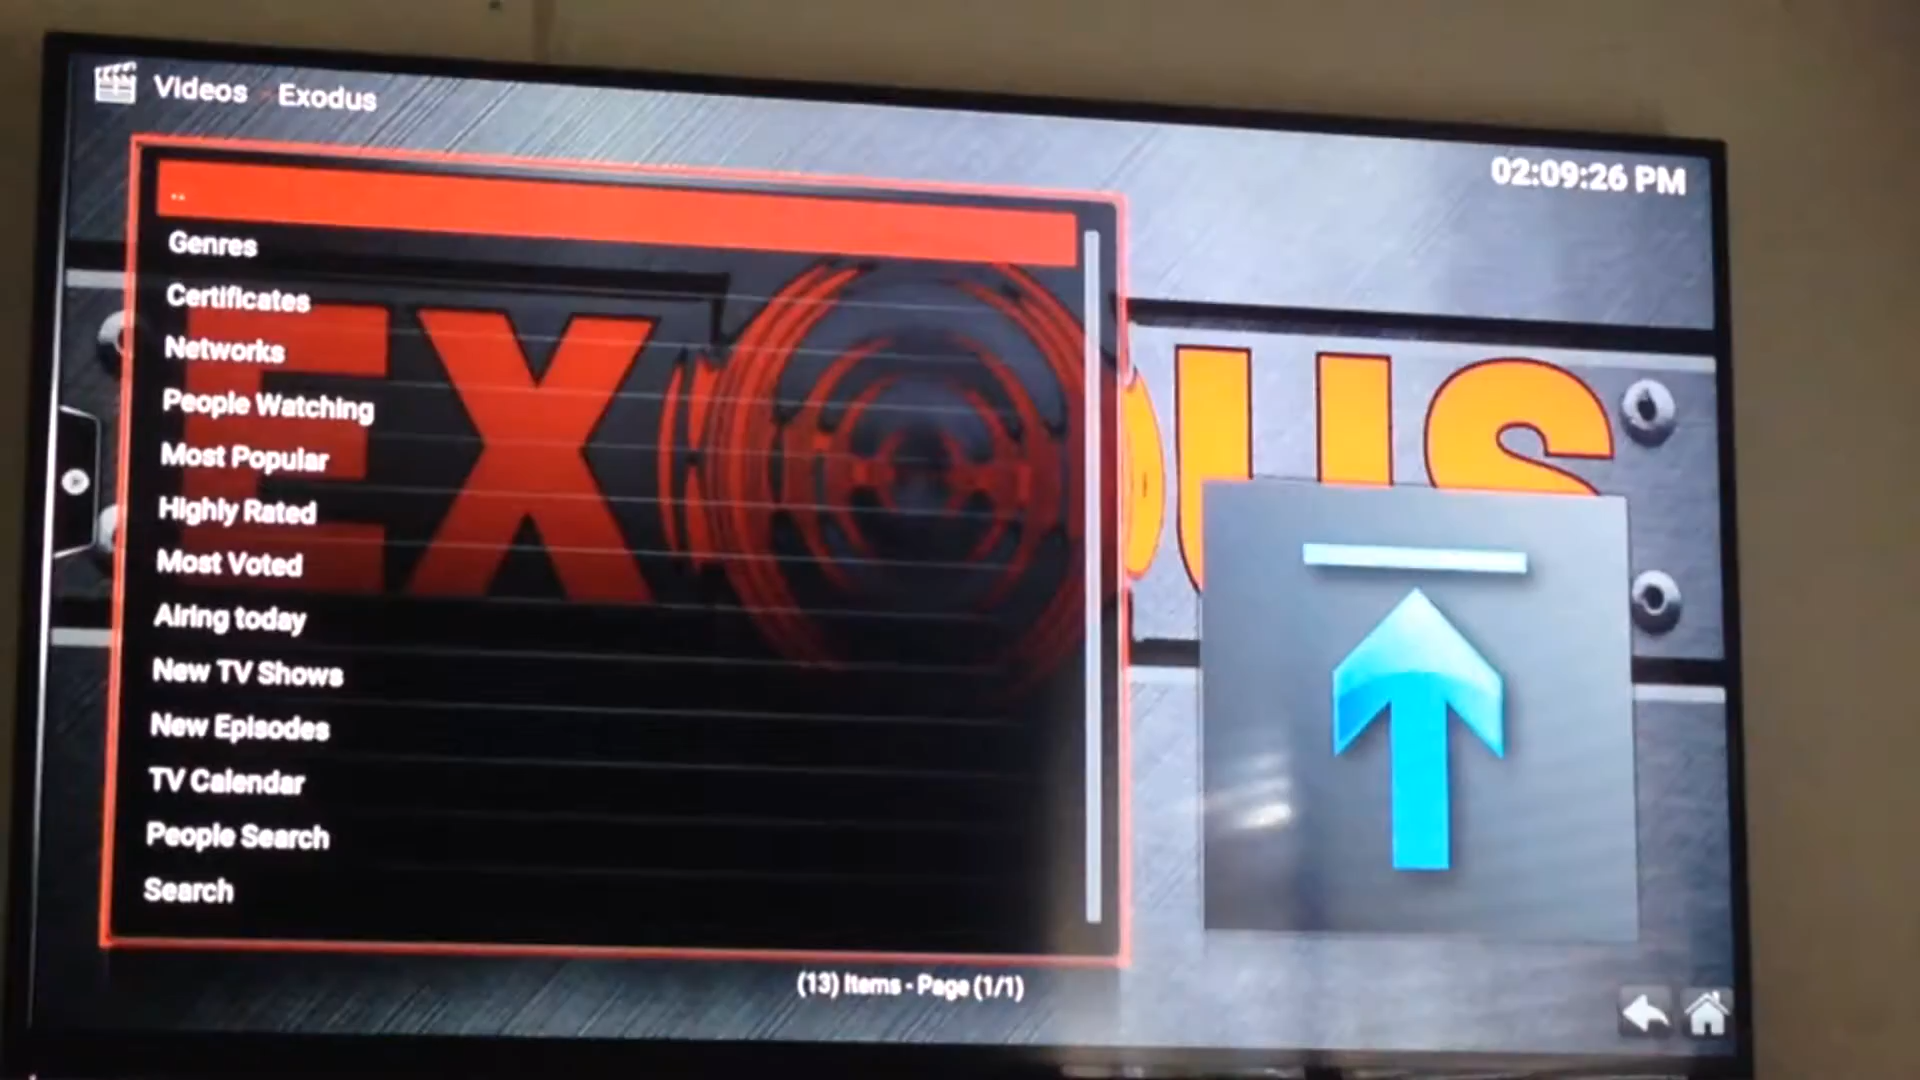 Videos - Exodus
02:09:26 PM
..
Genres
Certificates
Networks
People Watching
Most Popular
Highly Rated
Most Voted
Airing today
New TV Shows
New Episodes
TV Calendar
People Search
Search
EXODUS
(13) Items - Page (1/1)